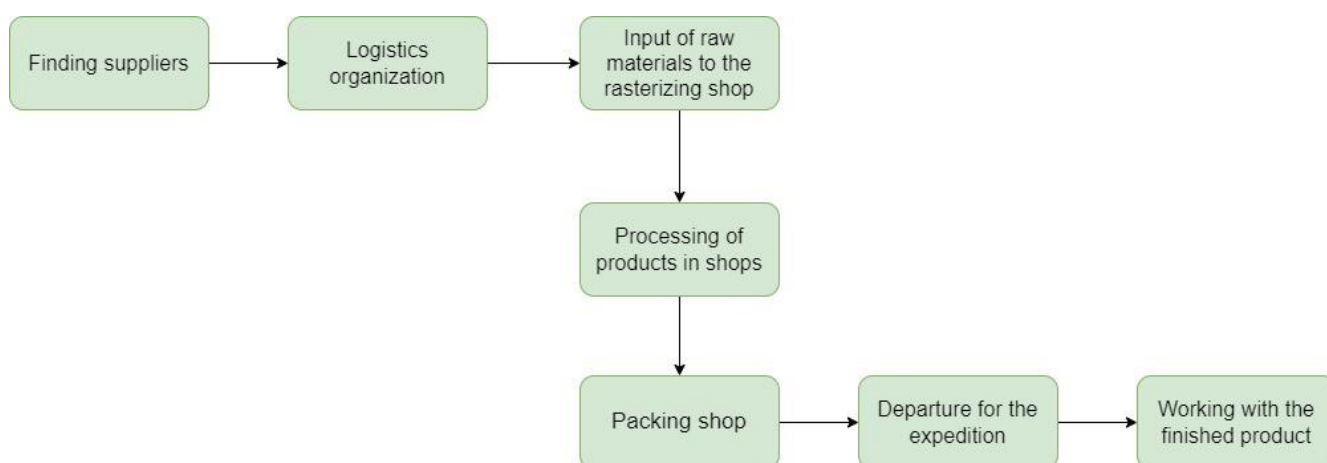 Finding suppliers
Logistics
organization
Input of raw
materials to the
rasterizing shop
Processing of
products in shops
Packing shop
Departure for the
expedition
Working with the
finished product